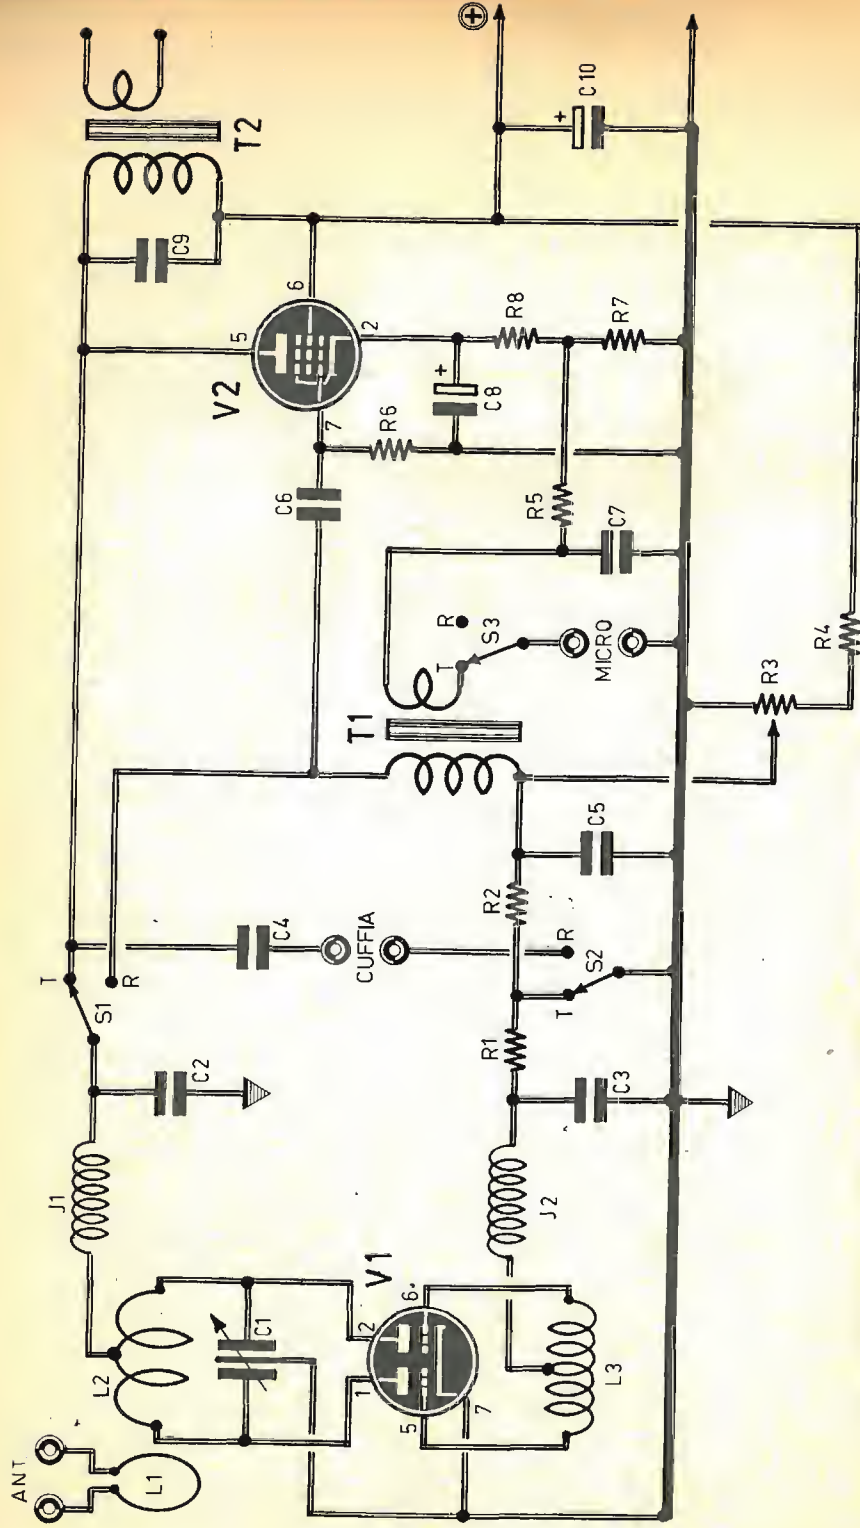 ANT
L1
L2
J1
C1
1
2
V1
5
6
7
L3
J2
C2
S1
T
R
C3
R1
R2
T
S2
R
C4
CUFFIA
C5
T1
T
R
S3
MICRO
C6
R5
C7
R6
C8
+
V2
5
6
7
2
R8
R7
C9
T2
+
+
C10
R3
R4